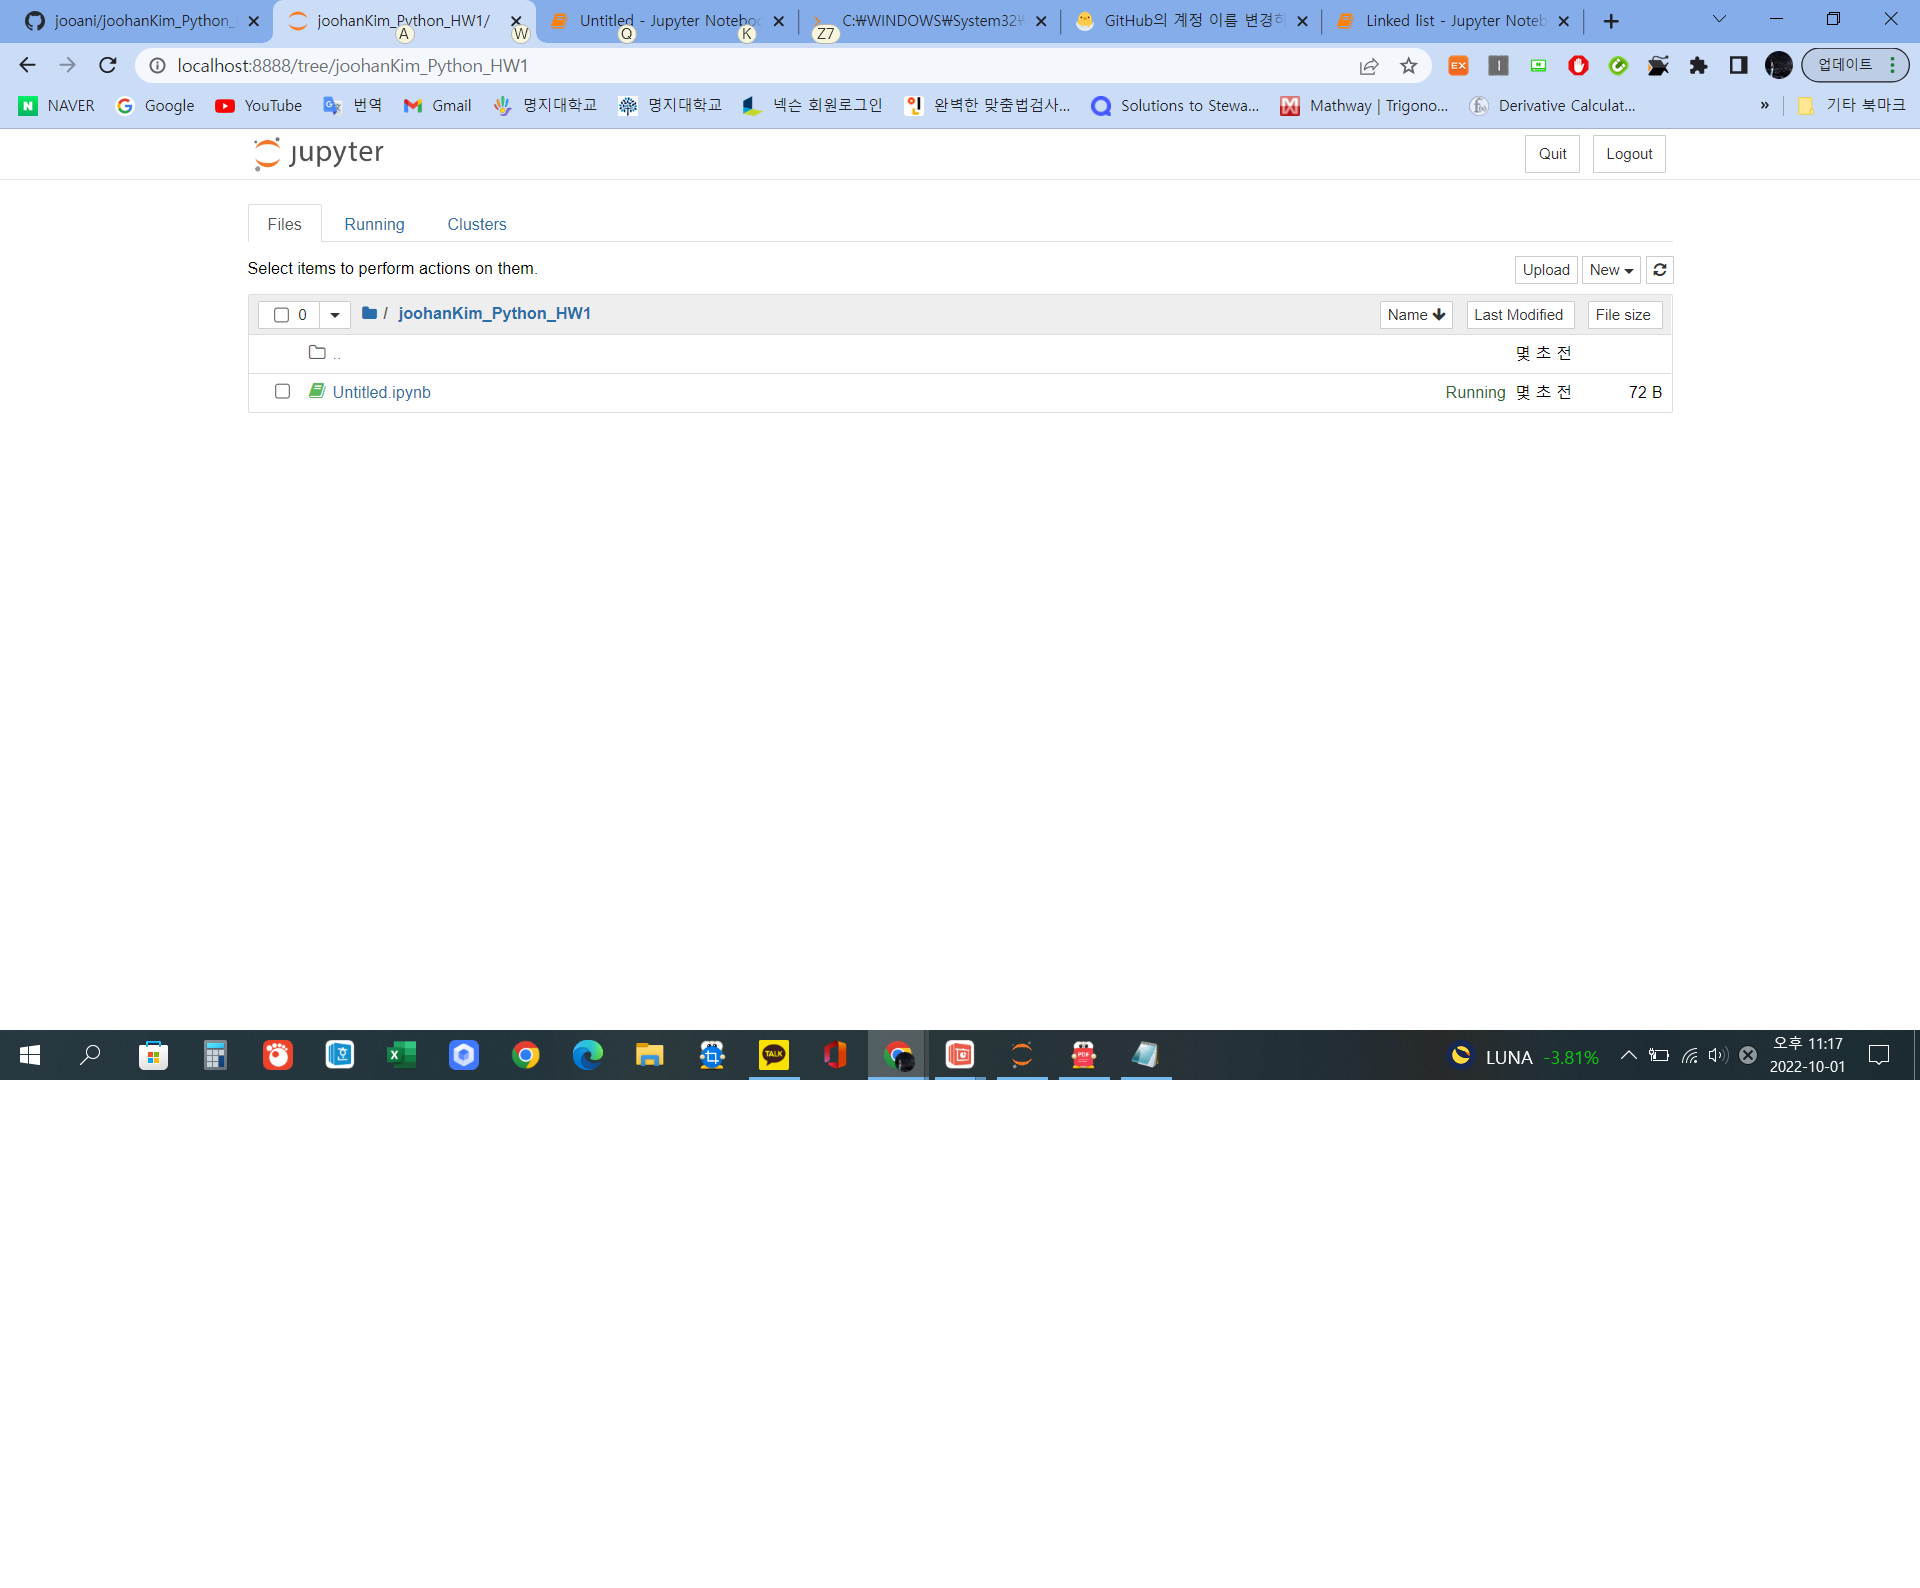 jooani/joohanKim_Python_
joohanKim_Python_HW1/
Untitled - Jupyter Noteboo
C:₩WINDOWS₩System32₩
GitHub의 계정 이름 변경하
Linked list - Jupyter Noteb
A
W
Q
K
Z7
localhost:8888/tree/joohanKim_Python_HW1
EX
업데이트
NAVER
Google
YouTube
번역
Gmail
명지대학교
명지대학교
넥슨 회원로그인
완벽한 맞춤법검사...
Solutions to Stewa...
Mathway | Trigono...
Derivative Calculat...
»
기타 북마크
jupyter
Quit
Logout
Files
Running
Clusters
Select items to perform actions on them.
Upload
New
0
/ joohanKim_Python_HW1
Name
Last Modified
File size
..
몇 초 전
Untitled.ipynb
Running 몇 초 전
72 B
TALK
PDF
LUNA -3.81%
오후 11:17
2022-10-01